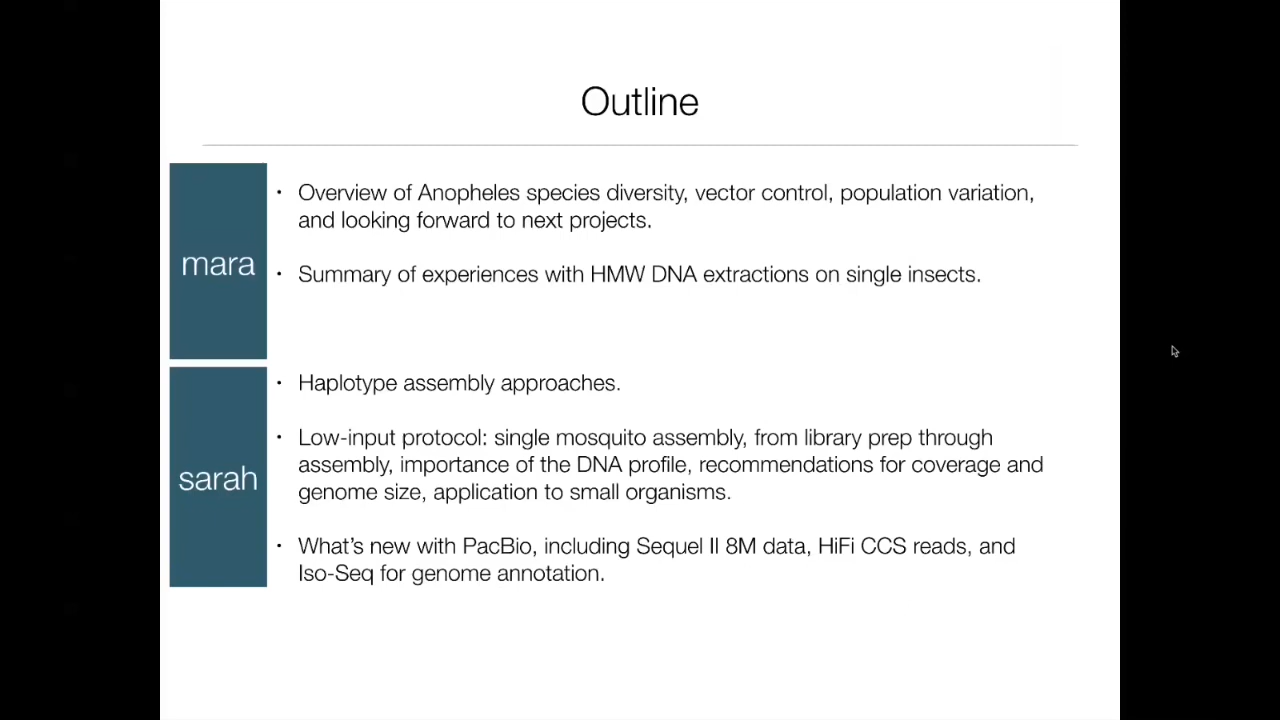 Outline
mara
• Overview of Anopheles species diversity, vector control, population variation,
and looking forward to next projects.
• Summary of experiences with HMW DNA extractions on single insects.
sarah
• Haplotype assembly approaches.
• Low-input protocol: single mosquito assembly, from library prep through
assembly, importance of the DNA profile, recommendations for coverage and
genome size, application to small organisms.
• What’s new with PacBio, including Sequel II 8M data, HiFi CCS reads, and
Iso-Seq for genome annotation.